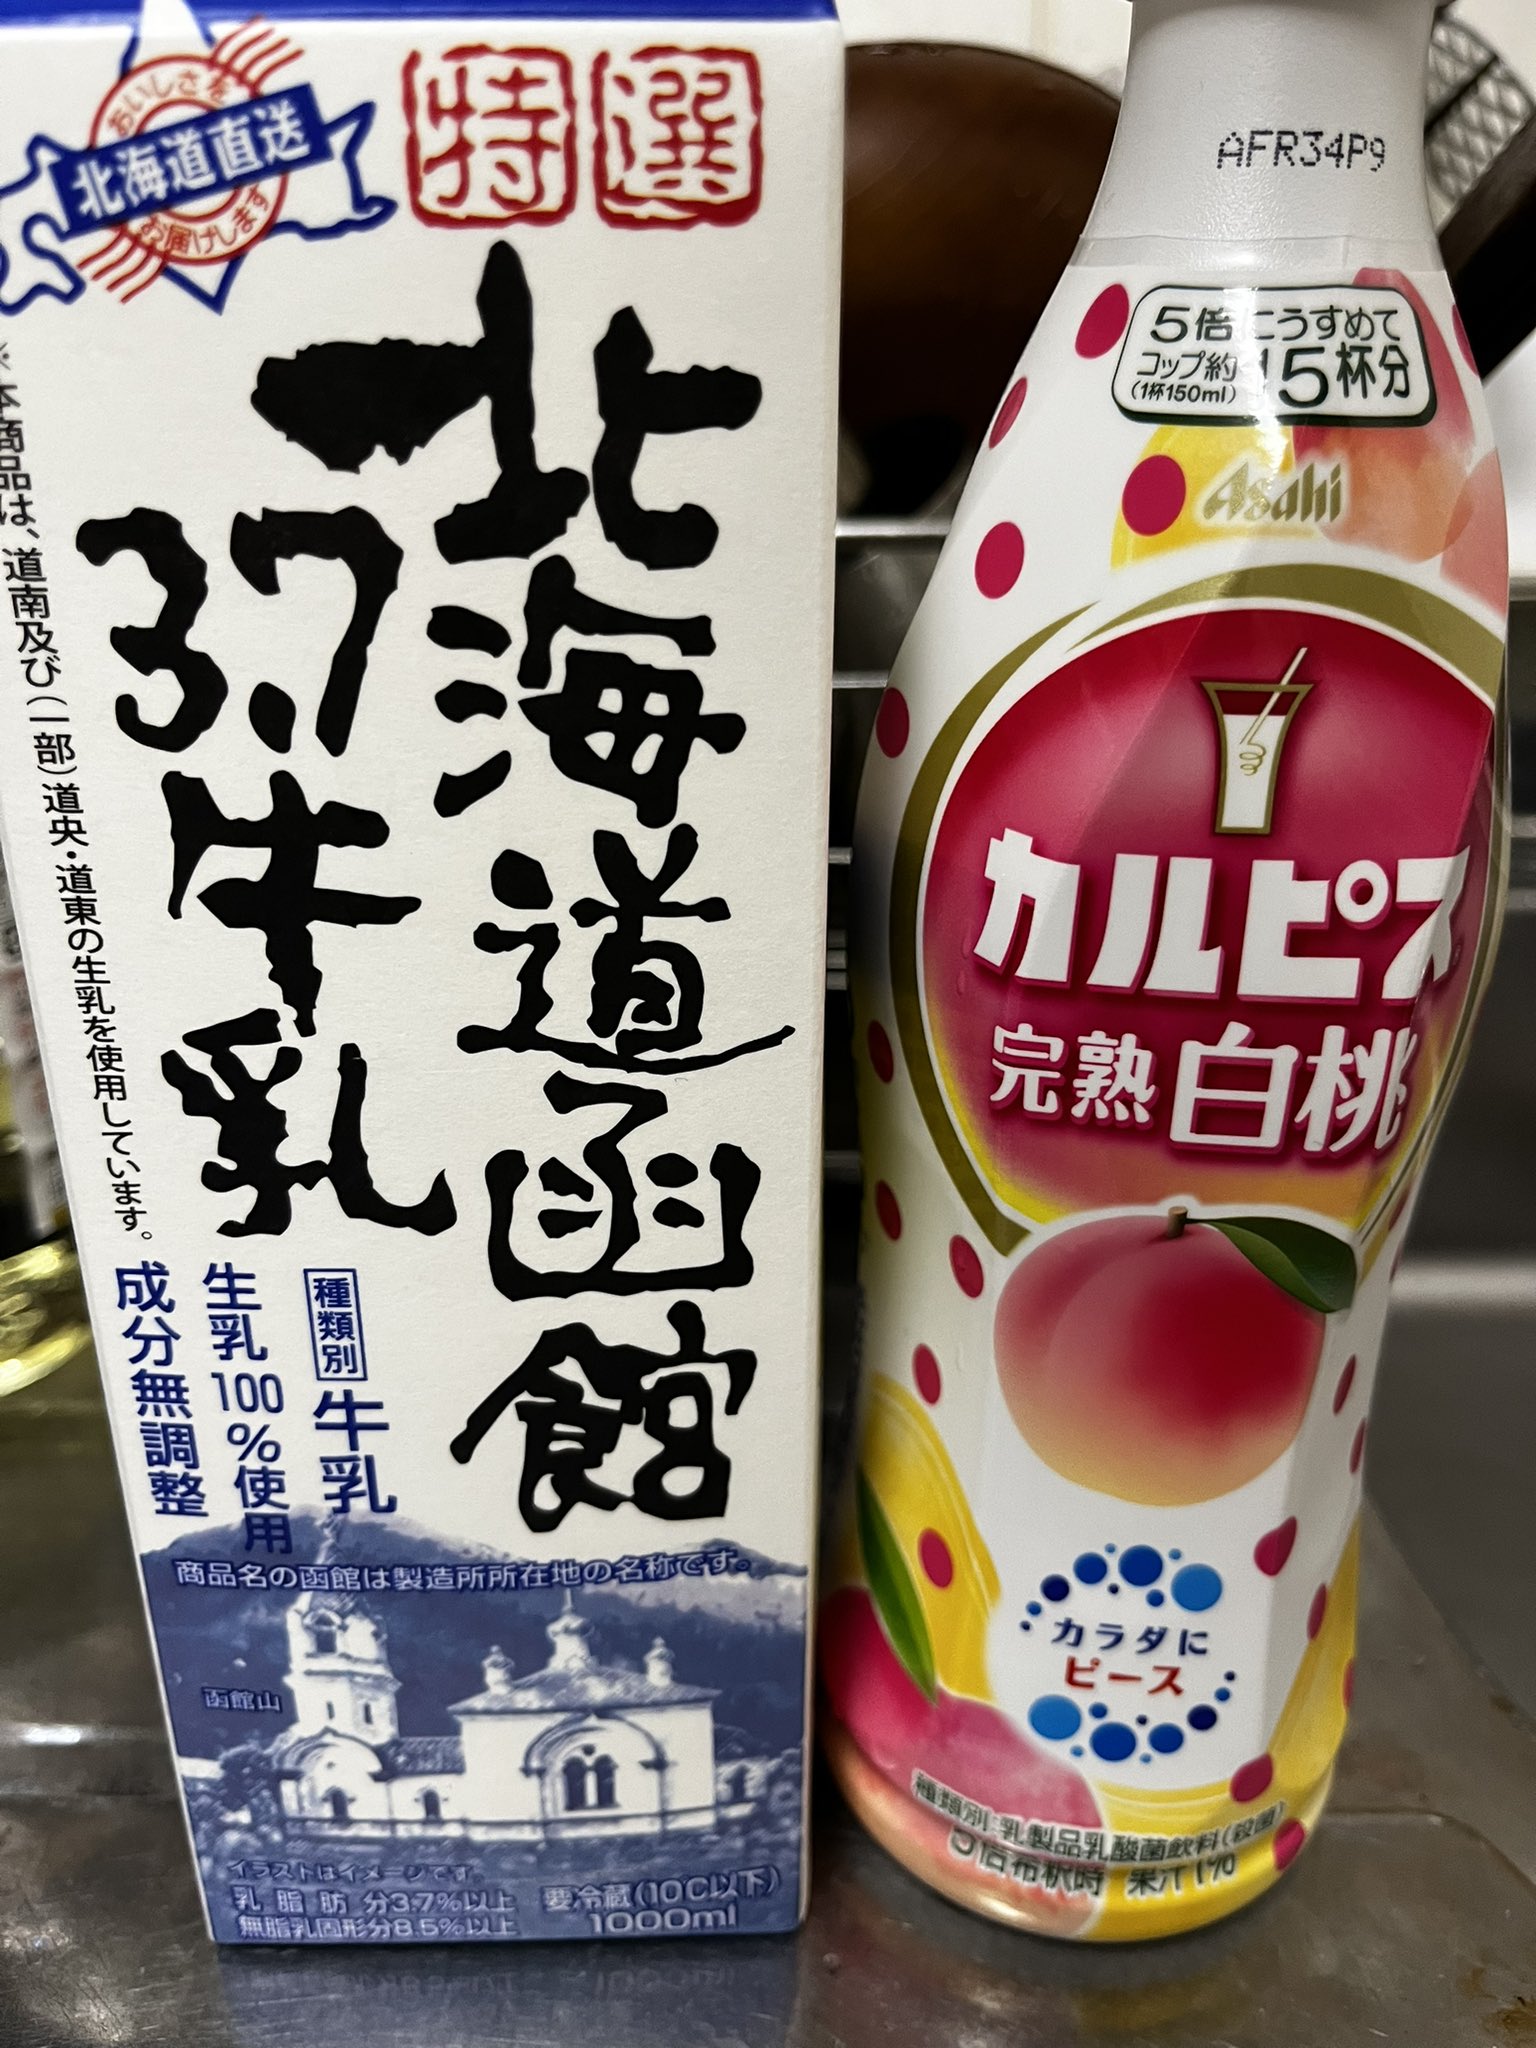 おいしさを
北海道直送
お届けします
特選
北海道函館
3.7牛乳
※本商品は、道南及び(一部)道央・道東の生乳を使用しています。
種類別 牛乳
生乳100%使用
成分無調整
商品名の函館は製造所所在地の名称です。
函館山
イラストはイメージです。
乳脂肪分3.7%以上
無脂乳固形分8.5%以上
要冷蔵(10℃以下)
1000ml
AFR34P9
5倍にうすめて
コップ約15杯分
(1杯150ml)
Asahi
カルピス
完熟白桃
カラダに
ピース
種類別:乳製品乳酸菌飲料(殺菌)
5倍希釈時 果汁1%